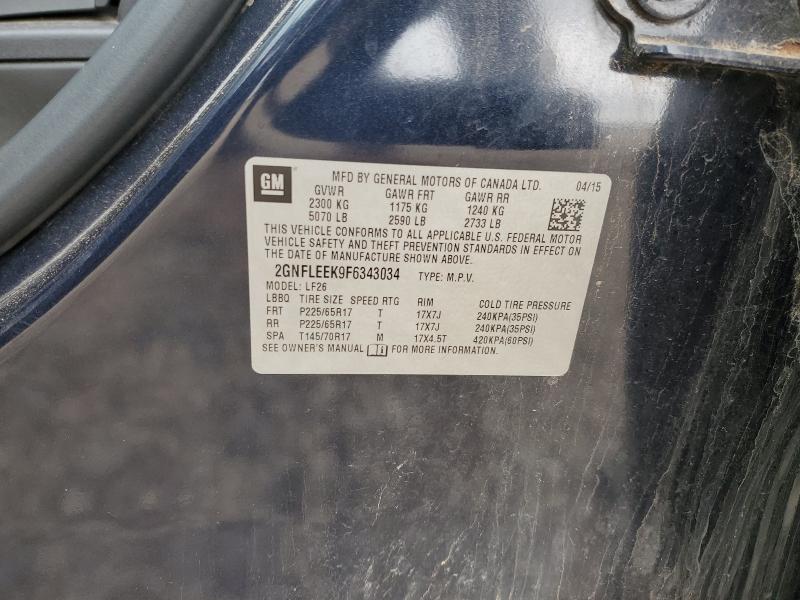 GM
MFD BY GENERAL MOTORS OF CANADA LTD. 04/15
GVWR GAWR FRT GAWR RR
2300 KG 1175 KG 1240 KG
5070 LB 2590 LB 2733 LB
THIS VEHICLE CONFORMS TO ALL APPLICABLE U.S. FEDERAL MOTOR
VEHICLE SAFETY AND THEFT PREVENTION STANDARDS IN EFFECT ON
THE DATE OF MANUFACTURE SHOWN ABOVE.
2GNFLEEK9F6343034 TYPE: M.P.V.
MODEL: LF26
LBBQ TIRE SIZE SPEED RTG RIM COLD TIRE PRESSURE
FRT P225/65R17 T 17X7J 240KPA(35PSI)
RR P225/65R17 T 17X7J 240KPA(35PSI)
SPA T145/70R17 M 17X4.5T 420KPA(60PSI)
SEE OWNER'S MANUAL i FOR MORE INFORMATION.